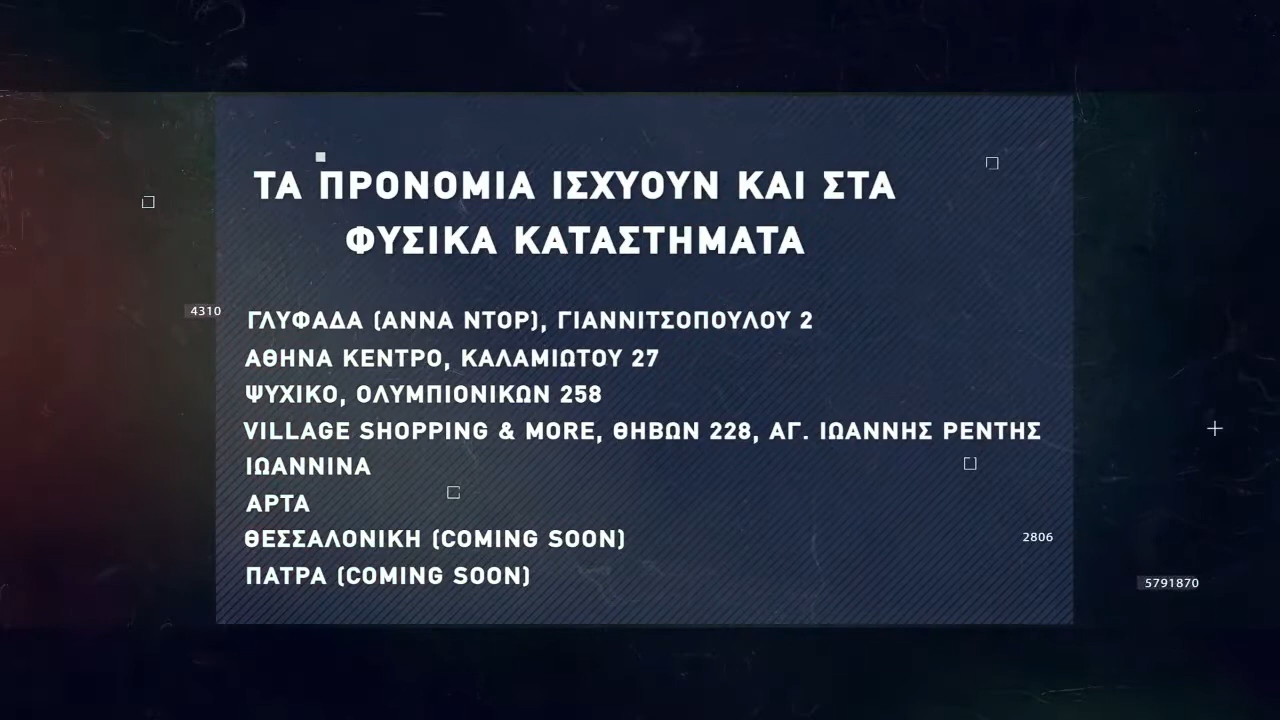 ΤΑ ΠΡΟΝΟΜΙΑ ΙΣΧΥΟΥΝ ΚΑΙ ΣΤΑ
ΦΥΣΙΚΑ ΚΑΤΑΣΤΗΜΑΤΑ
4310
ΓΛΥΦΑΔΑ (ΑΝΝΑ ΝΤΟΡ), ΓΙΑΝΝΙΤΣΟΠΟΥΛΟΥ 2
ΑΘΗΝΑ ΚΕΝΤΡΟ, ΚΑΛΑΜΙΩΤΟΥ 27
ΨΥΧΙΚΟ, ΟΛΥΜΠΙΟΝΙΚΩΝ 258
VILLAGE SHOPPING & MORE, ΘΗΒΩΝ 228, ΑΓ. ΙΩΑΝΝΗΣ ΡΕΝΤΗΣ
ΙΩΑΝΝΙΝΑ
ΑΡΤΑ
ΘΕΣΣΑΛΟΝΙΚΗ (COMING SOON)
2806
ΠΑΤΡΑ (COMING SOON)
5791870